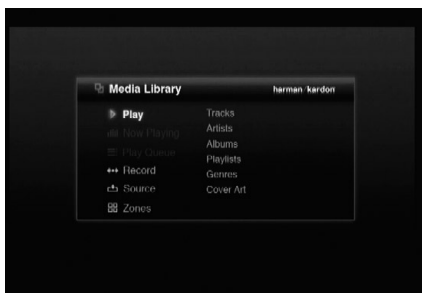 Media Library
harman/kardon
Play
Now Playing
Play Queue
Record
Source
Zones
Tracks
Artists
Albums
Playlists
Genres
Cover Art